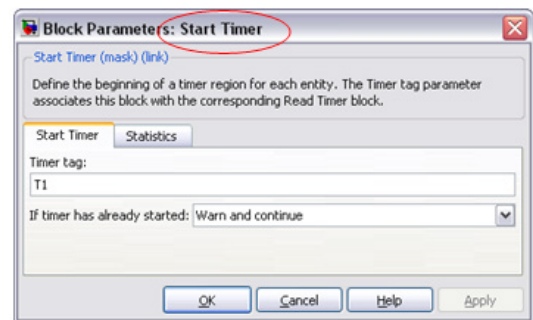 Block Parameters: Start Timer
Start Timer (mask) (link)
Define the beginning of a timer region for each entity. The Timer tag parameter
associates this block with the corresponding Read Timer block.
Start Timer Statistics
Timer tag:
T1
If timer has already started: Warn and continue
OK Cancel Help Apply